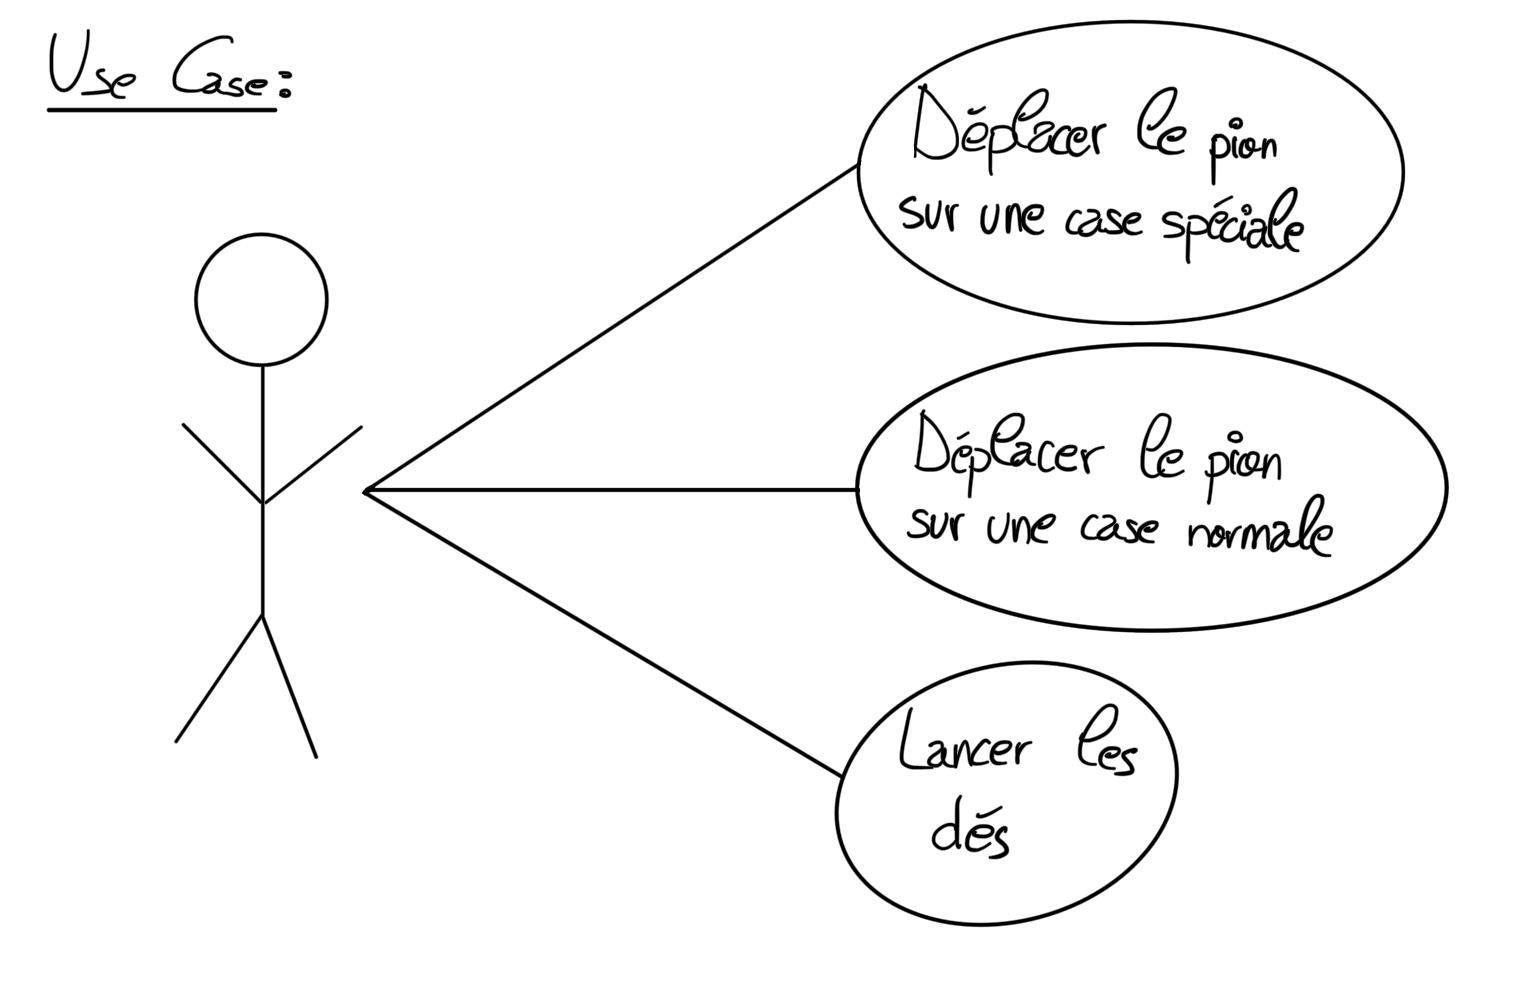 Use Case:
Déplacer le pion
sur une case spéciale
Déplacer le pion
sur une case normale
Lancer les
dés